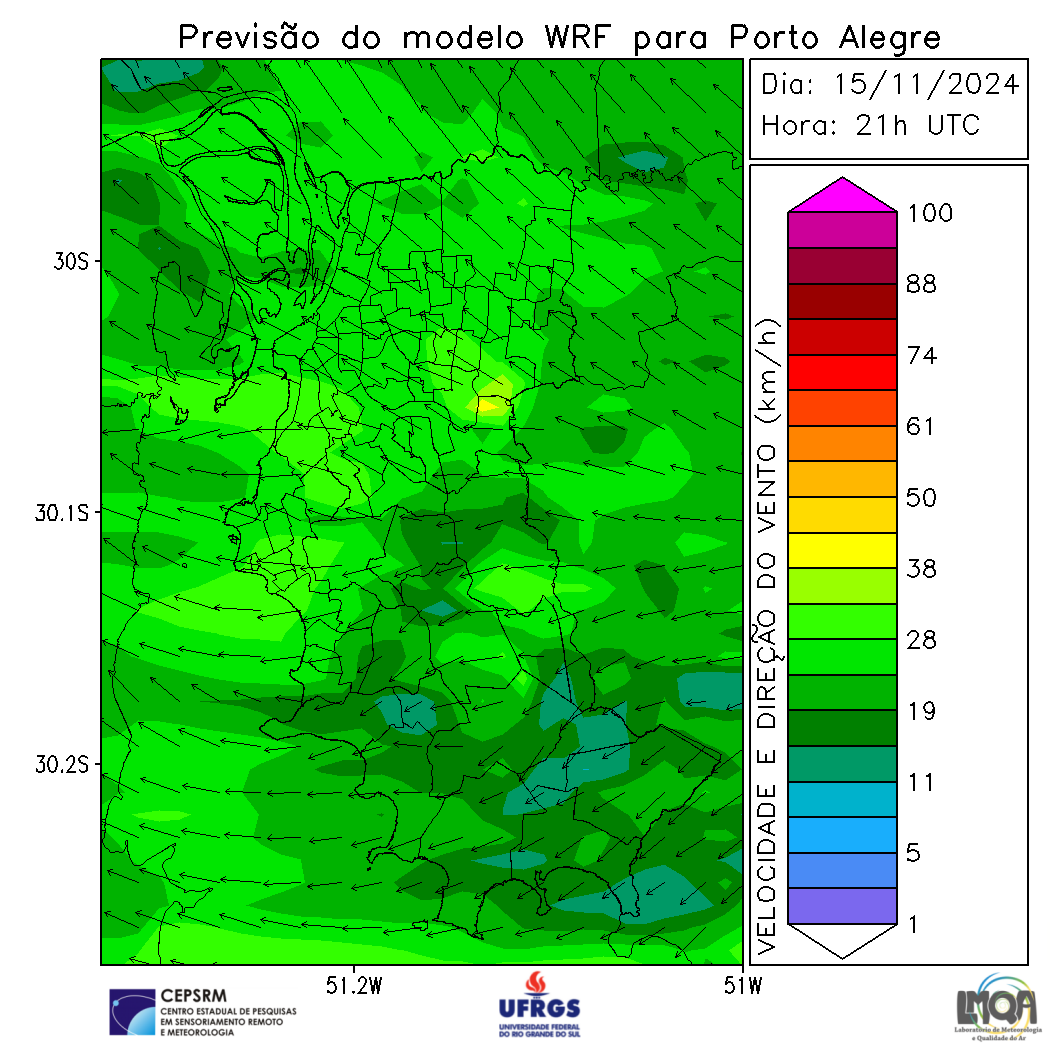 Previsão do modelo WRF para Porto Alegre
Dia: 15/11/2024
Hora: 21h UTC
30S
30.1S
30.2S
51.2W
51W
VELOCIDADE E DIREÇÃO DO VENTO (km/h)
100
88
74
61
50
38
28
19
11
5
1
CEPSRM
CENTRO ESTADUAL DE PESQUISAS
EM SENSORIAMENTO REMOTO
E METEOROLOGIA
UFRGS
UNIVERSIDADE FEDERAL
DO RIO GRANDE DO SUL
LMQA
Laboratório de Meteorologia
e Qualidade do Ar